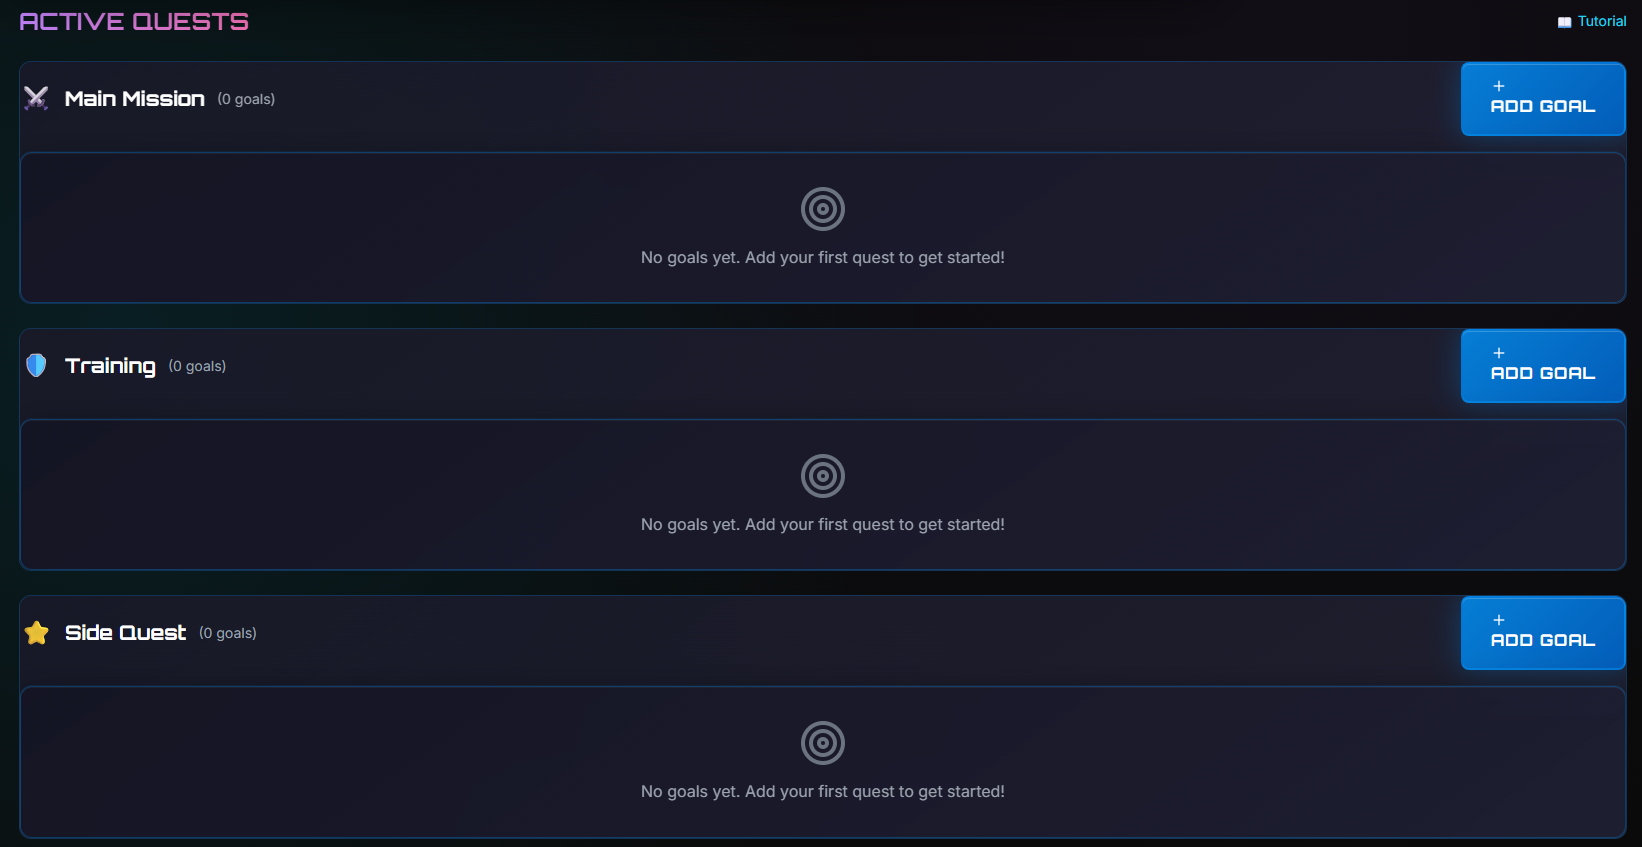 ACTIVE QUESTS
Tutorial
Main Mission (0 goals)
+
ADD GOAL
No goals yet. Add your first quest to get started!
Training (0 goals)
+
ADD GOAL
No goals yet. Add your first quest to get started!
Side Quest (0 goals)
+
ADD GOAL
No goals yet. Add your first quest to get started!